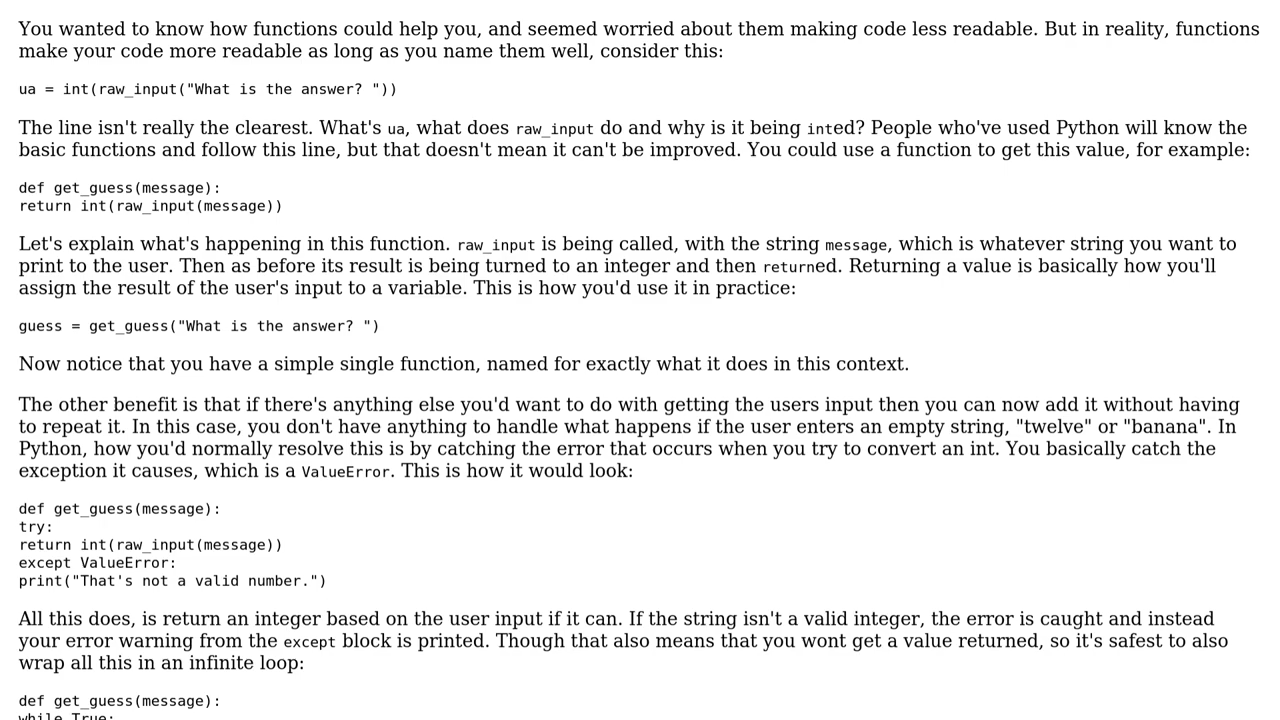 You wanted to know how functions could help you, and seemed worried about them making code less readable. But in reality, functions
make your code more readable as long as you name them well, consider this:
ua = int(raw_input("What is the answer? "))
The line isn't really the clearest. What's ua, what does raw_input do and why is it being inted? People who've used Python will know the
basic functions and follow this line, but that doesn't mean it can't be improved. You could use a function to get this value, for example:
def get_guess(message):
return int(raw_input(message))
Let's explain what's happening in this function. raw_input is being called, with the string message, which is whatever string you want to
print to the user. Then as before its result is being turned to an integer and then returned. Returning a value is basically how you'll
assign the result of the user's input to a variable. This is how you'd use it in practice:
guess = get_guess("What is the answer? ")
Now notice that you have a simple single function, named for exactly what it does in this context.
The other benefit is that if there's anything else you'd want to do with getting the users input then you can now add it without having
to repeat it. In this case, you don't have anything to handle what happens if the user enters an empty string, "twelve" or "banana". In
Python, how you'd normally resolve this is by catching the error that occurs when you try to convert an int. You basically catch the
exception it causes, which is a ValueError. This is how it would look:
def get_guess(message):
try:
return int(raw_input(message))
except ValueError:
print("That's not a valid number.")
All this does, is return an integer based on the user input if it can. If the string isn't a valid integer, the error is caught and instead
your error warning from the except block is printed. Though that also means that you wont get a value returned, so it's safest to also
wrap all this in an infinite loop:
def get_guess(message):
while True: